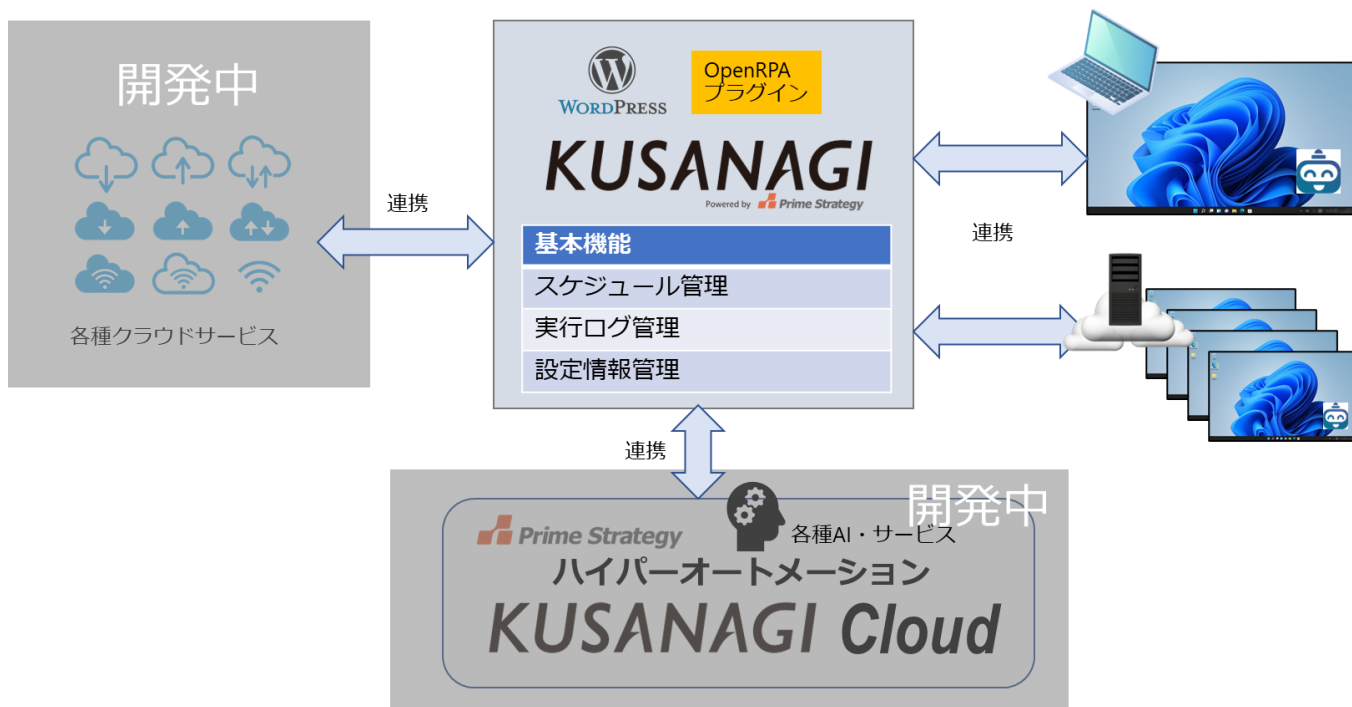 開発中
各種クラウドサービス
連携
WORDPRESS
OpenRPA
プラグイン
KUSANAGI
Powered by Prime Strategy
基本機能
スケジュール管理
実行ログ管理
設定情報管理
連携
連携
開発中
Prime Strategy
各種AI・サービス
ハイパーオートメーション
KUSANAGI Cloud